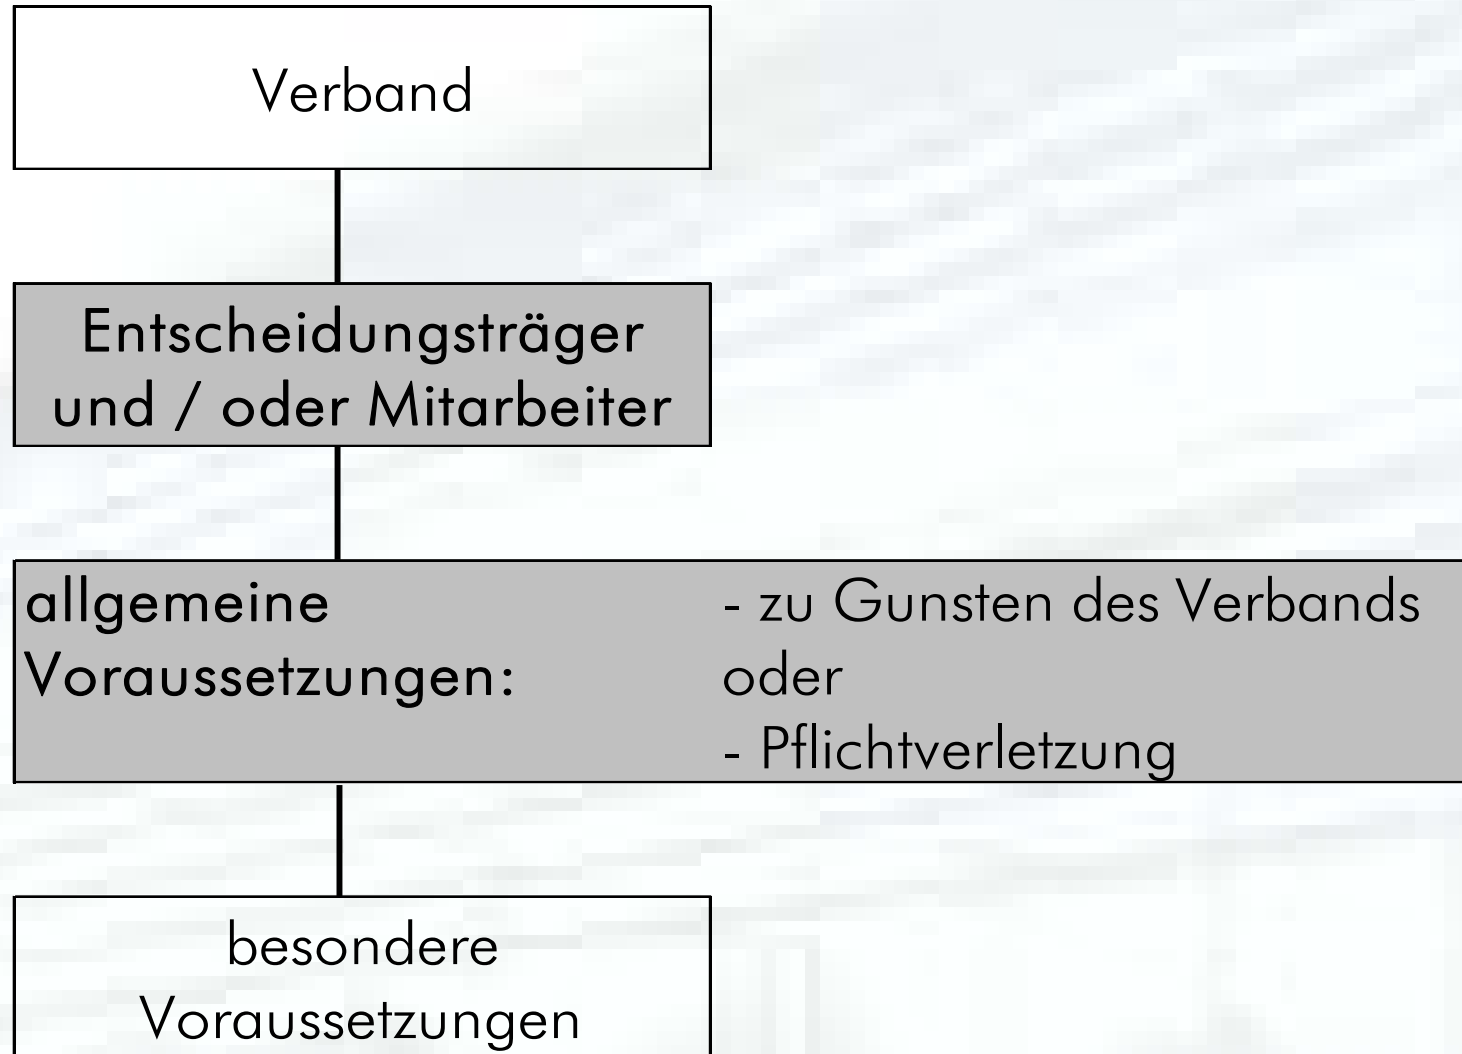 Verband
Entscheidungsträger
und / oder Mitarbeiter
allgemeine
Voraussetzungen:
- zu Gunsten des Verbands
oder
- Pflichtverletzung
besondere
Voraussetzungen